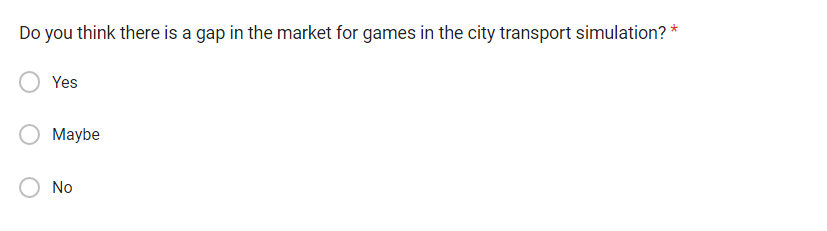 Do you think there is a gap in the market for games in the city transport simulation? *
Yes
Maybe
No